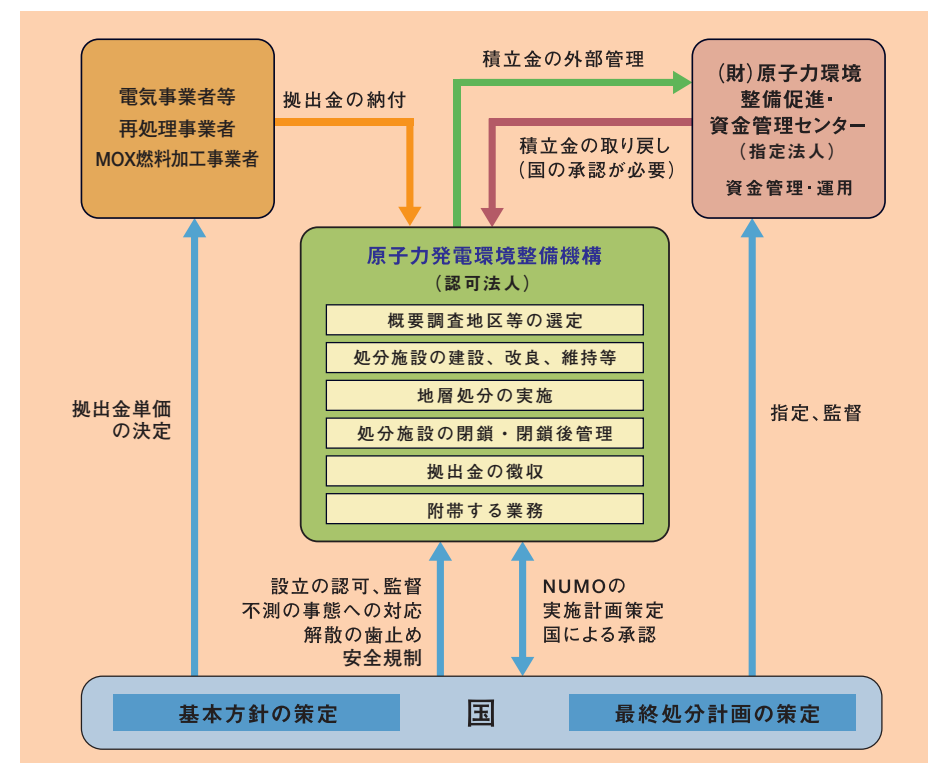 電気事業者等
再処理事業者
MOX燃料加工事業者
拠出金の納付
積立金の外部管理
積立金の取り戻し
(国の承認が必要)
(財)原子力環境
整備促進・
資金管理センター
(指定法人)
資金管理・運用
原子力発電環境整備機構
(認可法人)
概要調査地区等の選定
処分施設の建設、改良、維持等
地層処分の実施
処分施設の閉鎖・閉鎖後管理
拠出金の徴収
附帯する業務
拠出金単価
の決定
指定、監督
設立の認可、監督
不測の事態への対応
解散の歯止め
安全規制
NUMOの
実施計画策定
国による承認
基本方針の策定
国
最終処分計画の策定